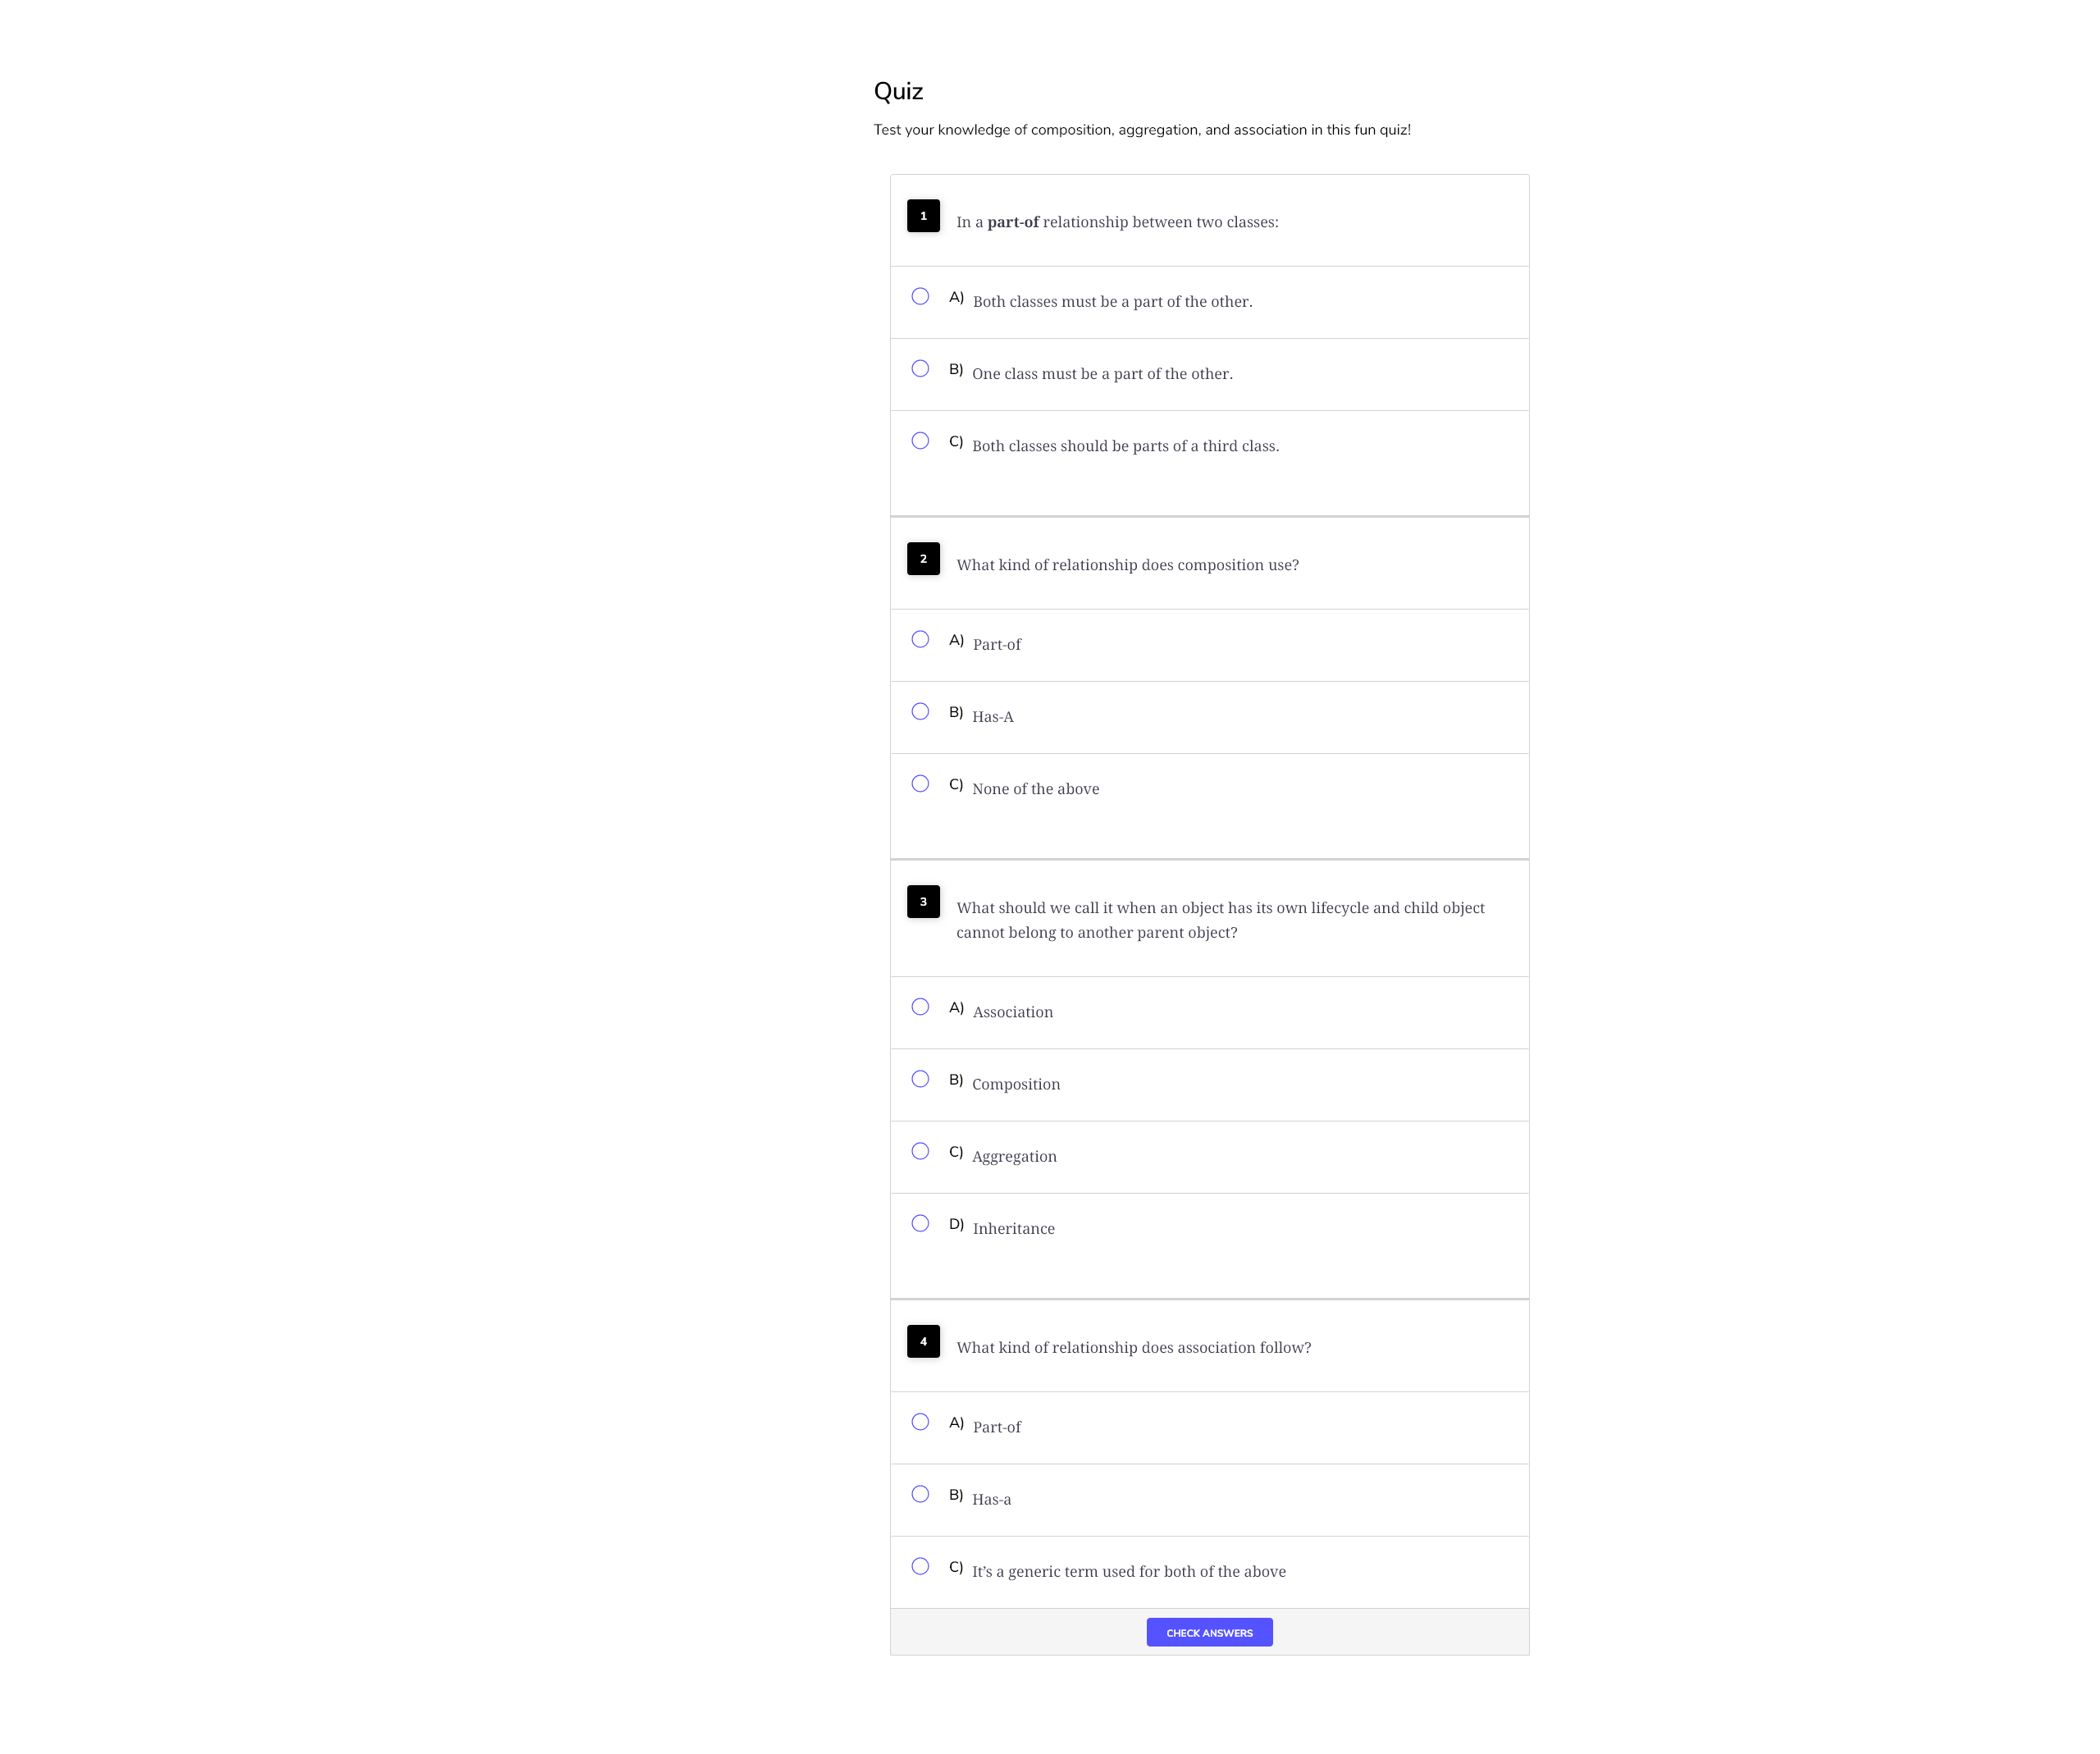 Quiz
Test your knowledge of composition, aggregation, and association in this fun quiz!
1 In a part-of relationship between two classes:
A) Both classes must be a part of the other.
B) One class must be a part of the other.
C) Both classes should be parts of a third class.
2 What kind of relationship does composition use?
A) Part-of
B) Has-A
C) None of the above
3 What should we call it when an object has its own lifecycle and child object
cannot belong to another parent object?
A) Association
B) Composition
C) Aggregation
D) Inheritance
4 What kind of relationship does association follow?
A) Part-of
B) Has-a
C) It’s a generic term used for both of the above
CHECK ANSWERS